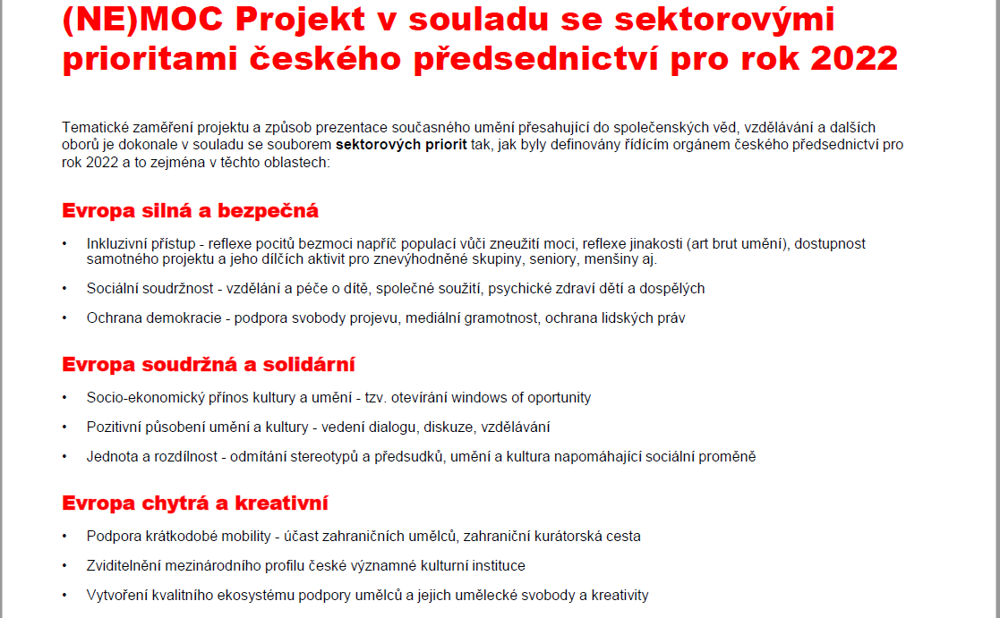 (NE)MOC Projekt v souladu se sektorovými
prioritami českého předsednictví pro rok 2022
Tematické zaměření projektu a způsob prezentace současného umění přesahující do společenských věd, vzdělávání a dalších
oborů je dokonale v souladu se souborem sektorových priorit tak, jak byly definovány řídícím orgánem českého předsednictví pro
rok 2022 a to zejména v těchto oblastech:
Evropa silná a bezpečná
• Inkluzivní přístup - reflexe pocitů bezmoci napříč populací vůči zneužití moci, reflexe jinakosti (art brut umění), dostupnost
samotného projektu a jeho dílčích aktivit pro znevýhodněné skupiny, seniory, menšiny aj.
• Sociální soudržnost - vzdělání a péče o dítě, společné soužití, psychické zdraví dětí a dospělých
• Ochrana demokracie - podpora svobody projevu, mediální gramotnost, ochrana lidských práv
Evropa soudržná a solidární
• Socio-ekonomický přínos kultury a umění - tzv. otevírání windows of oportunity
• Pozitivní působení umění a kultury - vedení dialogu, diskuze, vzdělávání
• Jednota a rozdílnost - odmítání stereotypů a předsudků, umění a kultura napomáhající sociální proměně
Evropa chytrá a kreativní
• Podpora krátkodobé mobility - účast zahraničních umělců, zahraniční kurátorská cesta
• Zviditelnění mezinárodního profilu české významné kulturní instituce
• Vytvoření kvalitního ekosystému podpory umělců a jejich umělecké svobody a kreativity